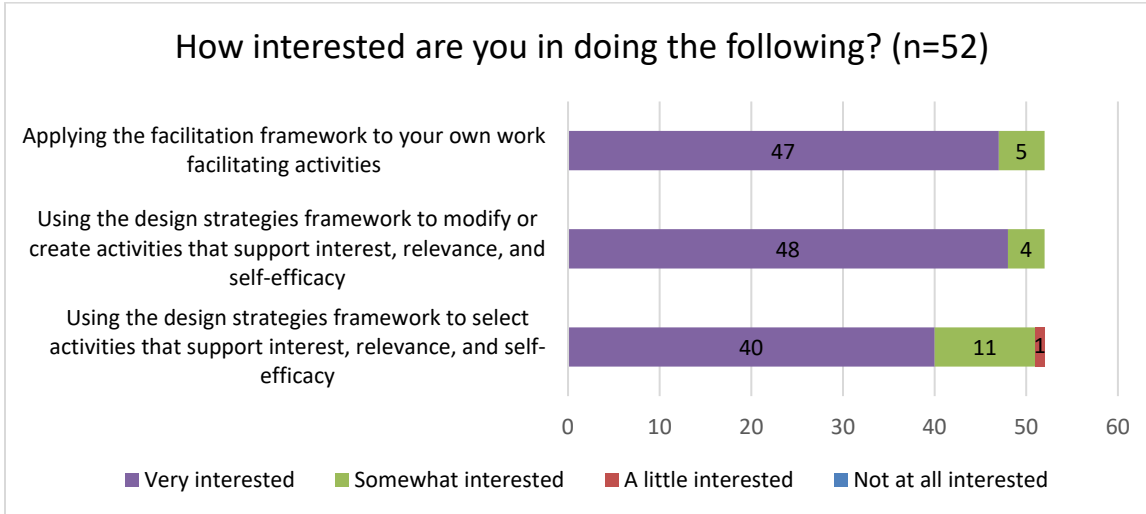 How interested are you in doing the following? (n=52)
Applying the facilitation framework to your own work
facilitating activities
47
5
Using the design strategies framework to modify or
create activities that support interest, relevance, and
self-efficacy
48
4
Using the design strategies framework to select
activities that support interest, relevance, and self-
efficacy
40
11
1
0 10 20 30 40 50 60
Very interested Somewhat interested A little interested Not at all interested